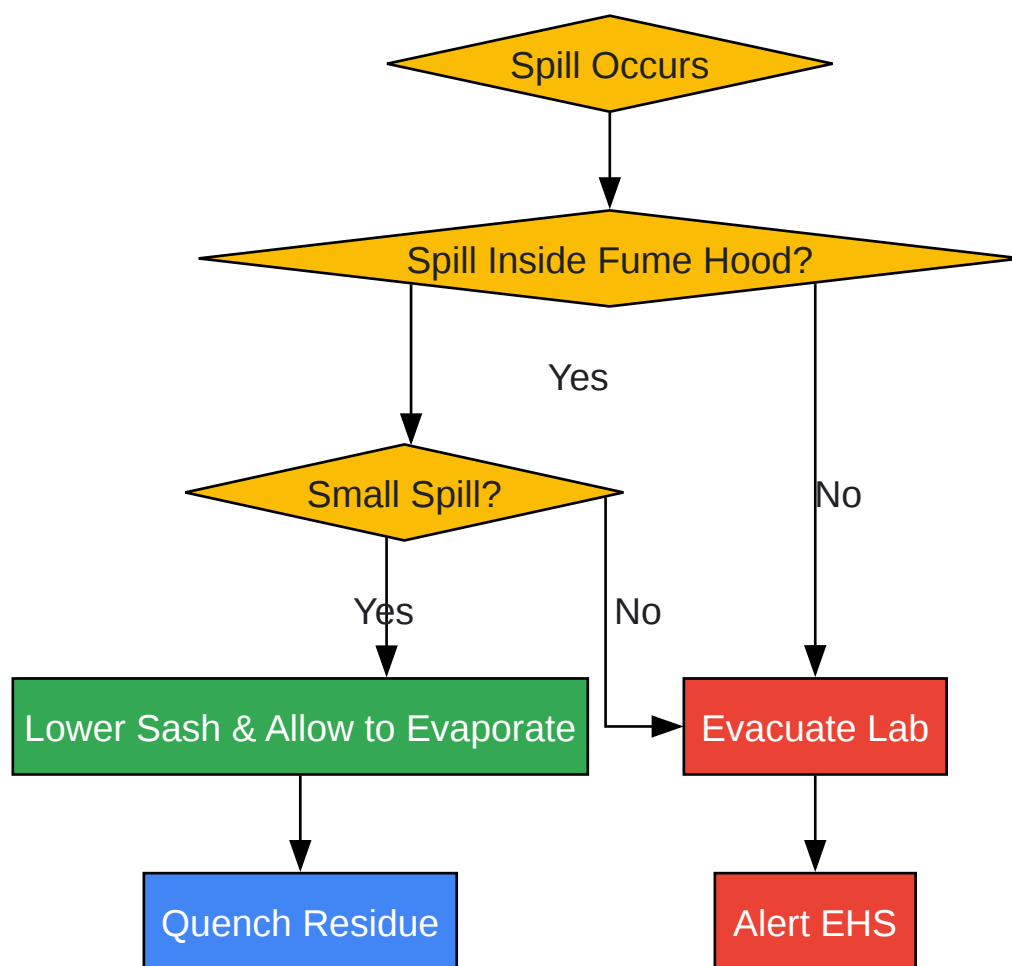 Spill Occurs
Spill Inside Fume Hood?
Yes
Small Spill?
No
Yes
No
Lower Sash & Allow to Evaporate
Evacuate Lab
Quench Residue
Alert EHS